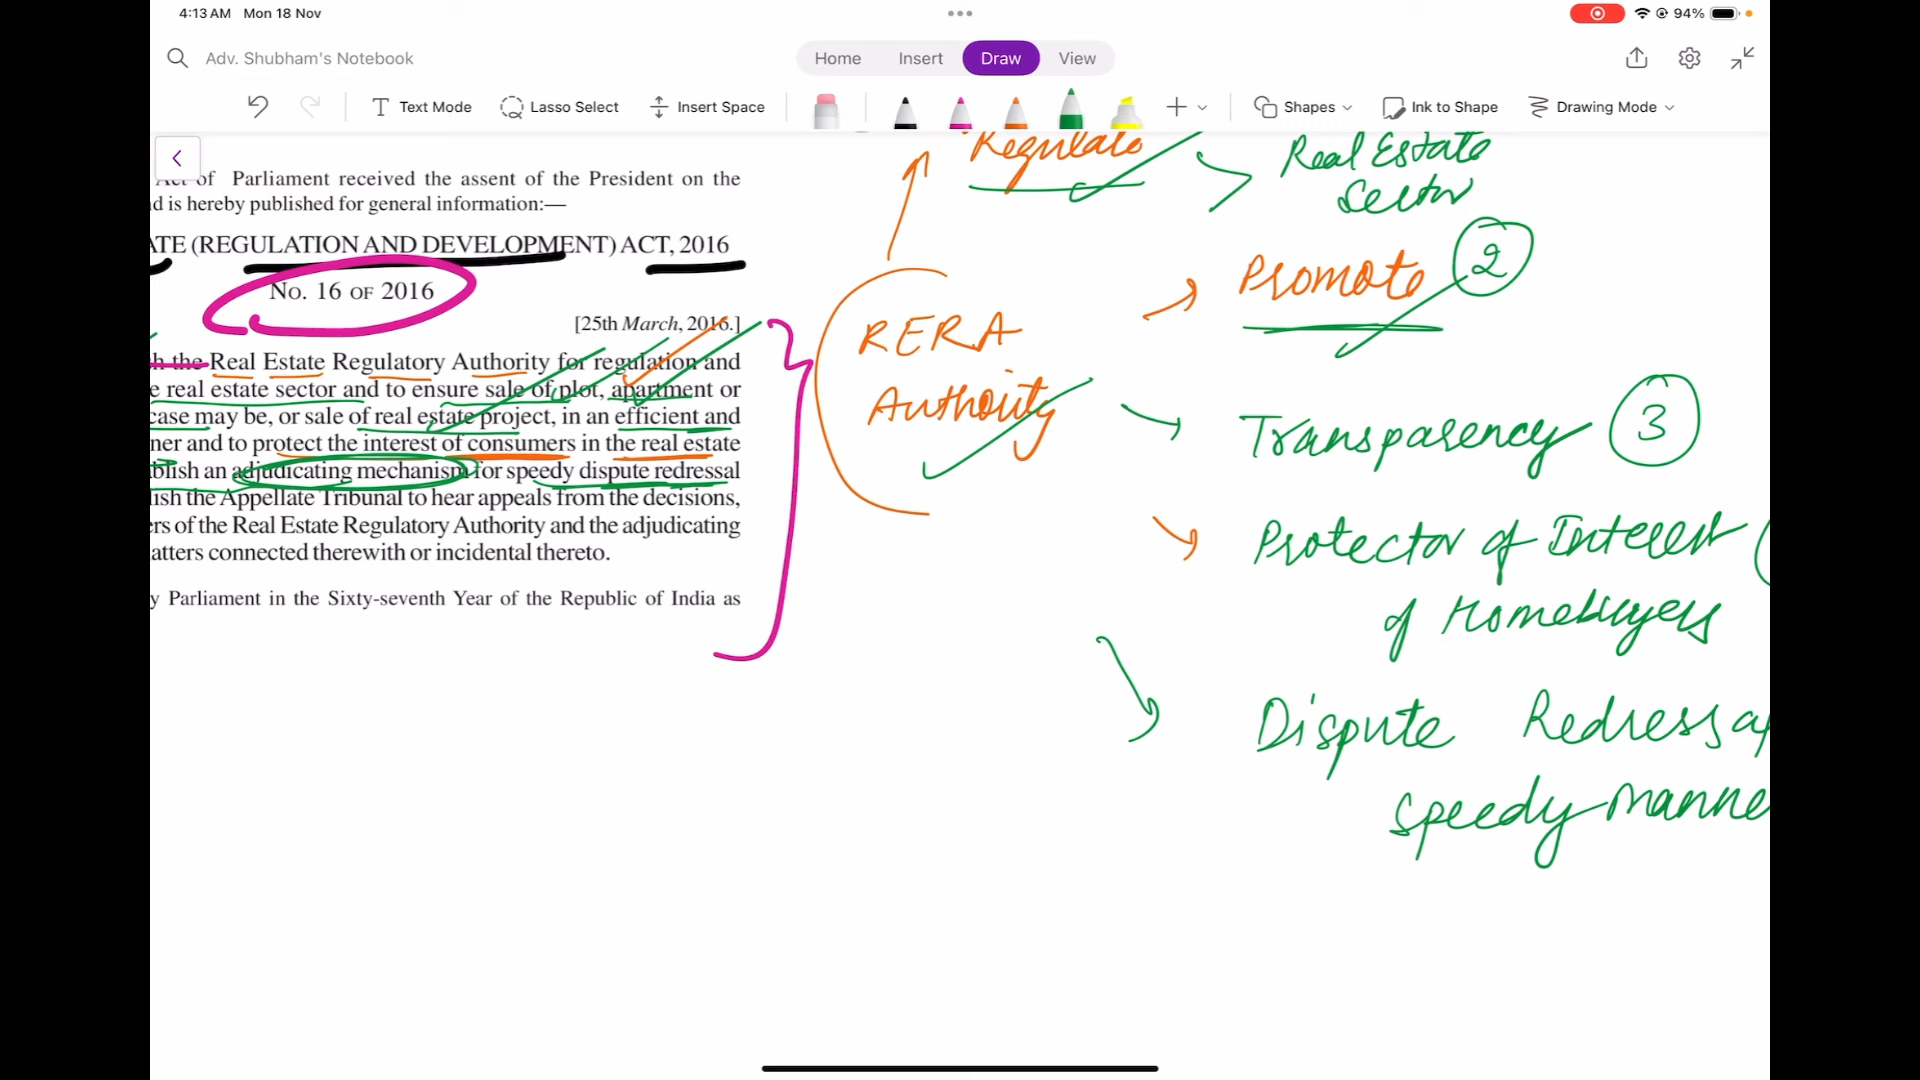 4:13 AM Mon 18 Nov
94%
Adv. Shubham's Notebook
Home Insert Draw View
Text Mode Lasso Select Insert Space Shapes Ink to Shape Drawing Mode
Act of Parliament received the assent of the President on the
d is hereby published for general information:—
ATE (REGULATION AND DEVELOPMENT) ACT, 2016
No. 16 OF 2016
[25th March, 2016.]
h the Real Estate Regulatory Authority for regulation and
e real estate sector and to ensure sale of plot, apartment or
case may be, or sale of real estate project, in an efficient and
ner and to protect the interest of consumers in the real estate
blish an adjudicating mechanism for speedy dispute redressal
lish the Appellate Tribunal to hear appeals from the decisions,
ers of the Real Estate Regulatory Authority and the adjudicating
atters connected therewith or incidental thereto.
y Parliament in the Sixty-seventh Year of the Republic of India as
Regulate
Real Estate
Sector
Promote 2
RERA
Authority
Transparency 3
Protector of Interest
of Homebuyers
Dispute Redressa
speedy manne